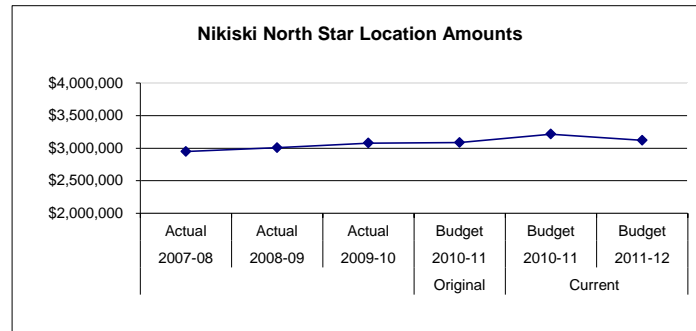 Nikiski North Star Location Amounts
$4,000,000
$3,500,000
$3,000,000
$2,500,000
$2,000,000
Actual Actual Actual Budget Budget Budget
2007-08 2008-09 2009-10 2010-11 2010-11 2011-12
Original Current